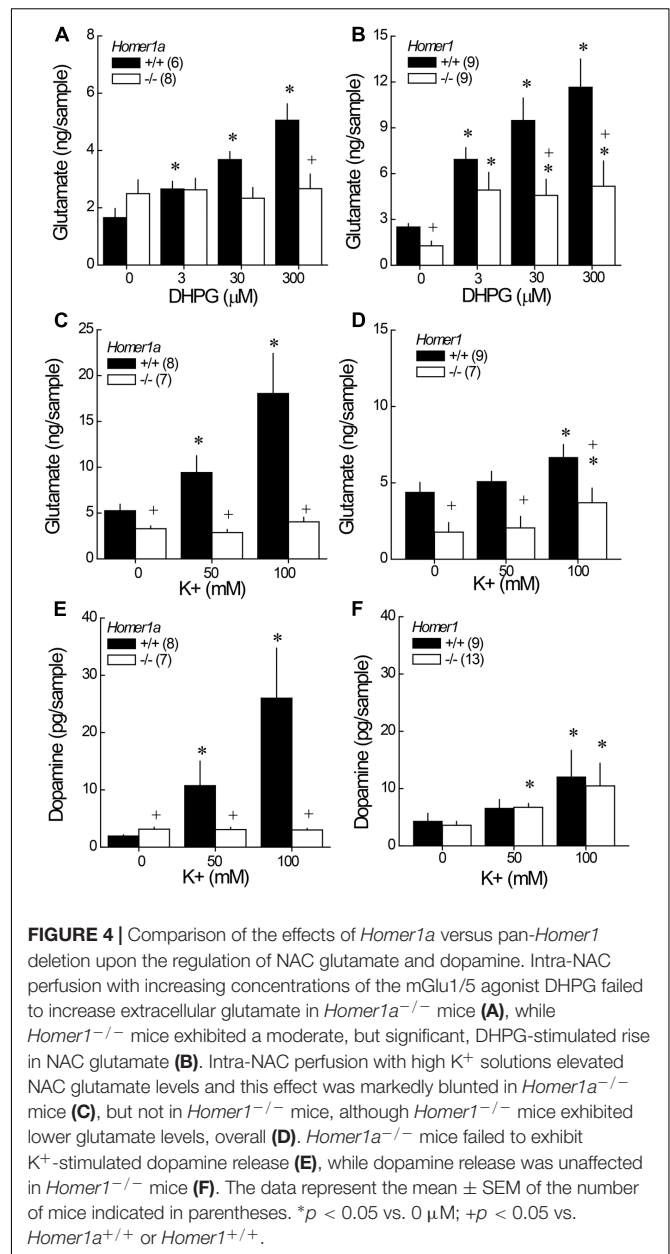 A
Homer1a
+/+ (6)
-/- (8)
Glutamate (ng/sample)
8
6
4
2
0
* * * +
0 3 30 300
DHPG (µM)
B
Homer1
+/+ (9)
-/- (9)
Glutamate (ng/sample)
15
12
9
6
3
0
+ * * * + * * + *
0 3 30 300
DHPG (µM)
C
Homer1a
+/+ (8)
-/- (7)
Glutamate (ng/sample)
25
20
15
10
5
0
+ * + * +
0 50 100
K+ (mM)
D
Homer1
+/+ (9)
-/- (7)
Glutamate (ng/sample)
15
10
5
0
+ + * + *
0 50 100
K+ (mM)
E
Homer1a
+/+ (8)
-/- (7)
Dopamine (pg/sample)
40
30
20
10
0
+ * + * +
0 50 100
K+ (mM)
F
Homer1
+/+ (9)
-/- (13)
Dopamine (pg/sample)
40
30
20
10
0
* * *
0 50 100
K+ (mM)
FIGURE 4 | Comparison of the effects of Homer1a versus pan-Homer1
deletion upon the regulation of NAC glutamate and dopamine. Intra-NAC
perfusion with increasing concentrations of the mGlu1/5 agonist DHPG failed
to increase extracellular glutamate in Homer1a−/− mice (A), while
Homer1−/− mice exhibited a moderate, but significant, DHPG-stimulated rise
in NAC glutamate (B). Intra-NAC perfusion with high K+ solutions elevated
NAC glutamate levels and this effect was markedly blunted in Homer1a−/−
mice (C), but not in Homer1−/− mice, although Homer1−/− mice exhibited
lower glutamate levels, overall (D). Homer1a−/− mice failed to exhibit
K+-stimulated dopamine release (E), while dopamine release was unaffected
in Homer1−/− mice (F). The data represent the mean ± SEM of the number
of mice indicated in parentheses. *p < 0.05 vs. 0 µM; +p < 0.05 vs.
Homer1a+/+ or Homer1+/+.